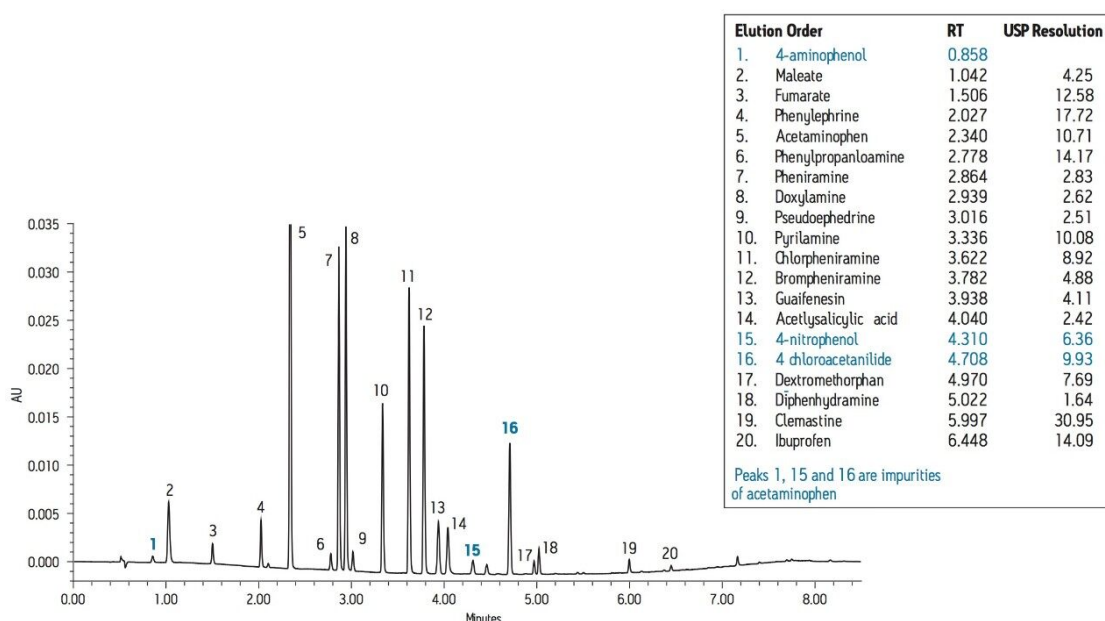 Elution Order RT USP Resolution
1. 4-aminophenol 0.858
2. Maleate 1.042 4.25
3. Fumarate 1.506 12.58
4. Phenylephrine 2.027 17.72
5. Acetaminophen 2.340 10.71
6. Phenylpropanloamine 2.778 14.17
7. Pheniramine 2.864 2.83
8. Doxylamine 2.939 2.62
9. Pseudoephedrine 3.016 2.51
10. Pyrilamine 3.336 10.08
11. Chlorpheniramine 3.622 8.92
12. Brompheniramine 3.782 4.88
13. Guaifenesin 3.938 4.11
14. Acetlysalicylic acid 4.040 2.42
15. 4-nitrophenol 4.310 6.36
16. 4 chloroacetanilide 4.708 9.93
17. Dextromethorphan 4.970 7.69
18. Diphenhydramine 5.022 1.64
19. Clemastine 5.997 30.95
20. Ibuprofen 6.448 14.09
Peaks 1, 15 and 16 are impurities
of acetaminophen
AU
0.035
0.030
0.025
0.020
0.015
0.010
0.005
0.000
1
2
3
4
5
6
7
8
9
10
11
12
13
14
15
16
17
18
19
20
0.00 1.00 2.00 3.00 4.00 5.00 6.00 7.00 8.00
Minutes